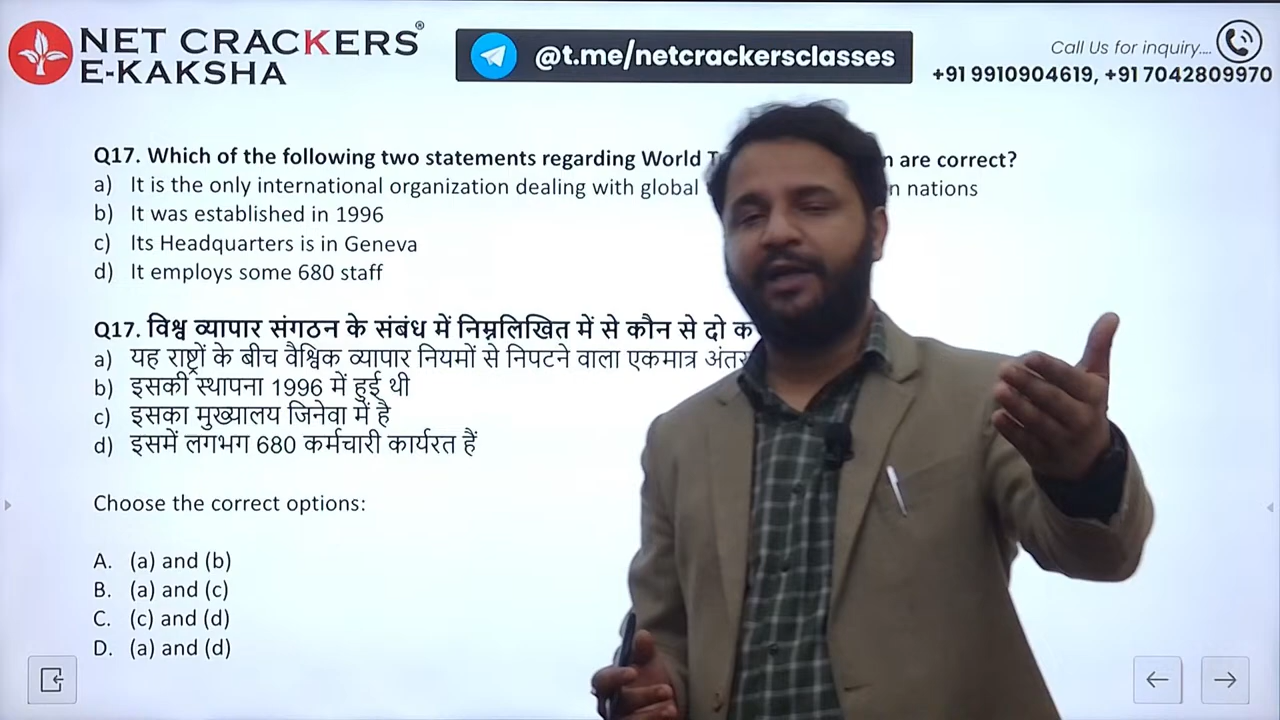 NET CRACKERS®
E-KAKSHA
@t.me/netcrackersclasses
Call Us for inquiry....
+91 9910904619, +91 7042809970
Q17. Which of the following two statements regarding World are correct?
a) It is the only international organization dealing with global nations
b) It was established in 1996
c) Its Headquarters is in Geneva
d) It employs some 680 staff
Q17. विश्व व्यापार संगठन के संबंध में निम्नलिखित में से कौन से दो
a) यह राष्ट्रों के बीच वैश्विक व्यापार नियमों से निपटने वाला एकमात्र
b) इसकी स्थापना 1996 में हुई थी
c) इसका मुख्यालय जिनेवा में है
d) इसमें लगभग 680 कर्मचारी कार्यरत हैं
Choose the correct options:
A. (a) and (b)
B. (a) and (c)
C. (c) and (d)
D. (a) and (d)